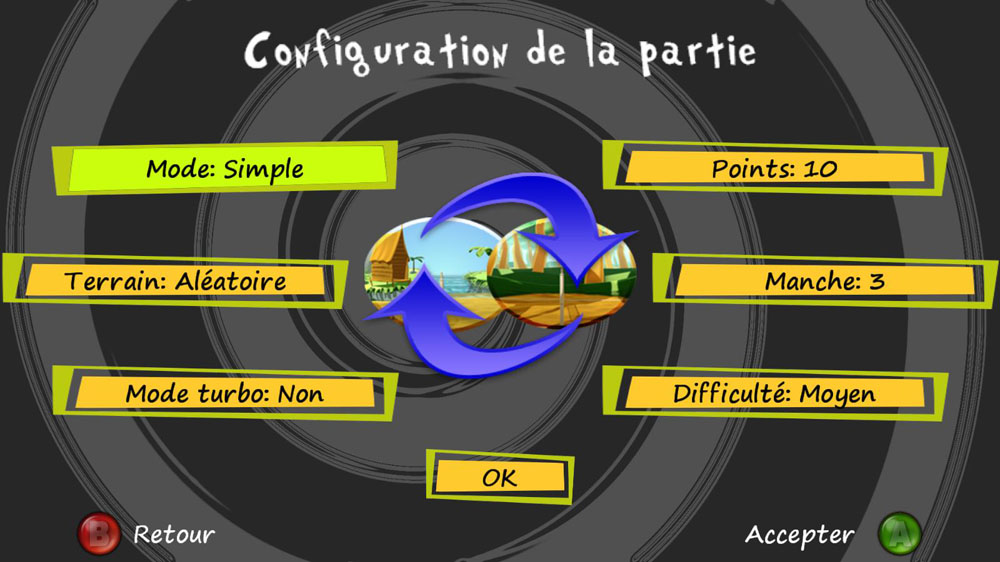 Configuration de la partie
Mode: Simple
Points: 10
Terrain: Aléatoire
Manche: 3
Mode turbo: Non
Difficulté: Moyen
OK
B Retour
Accepter A